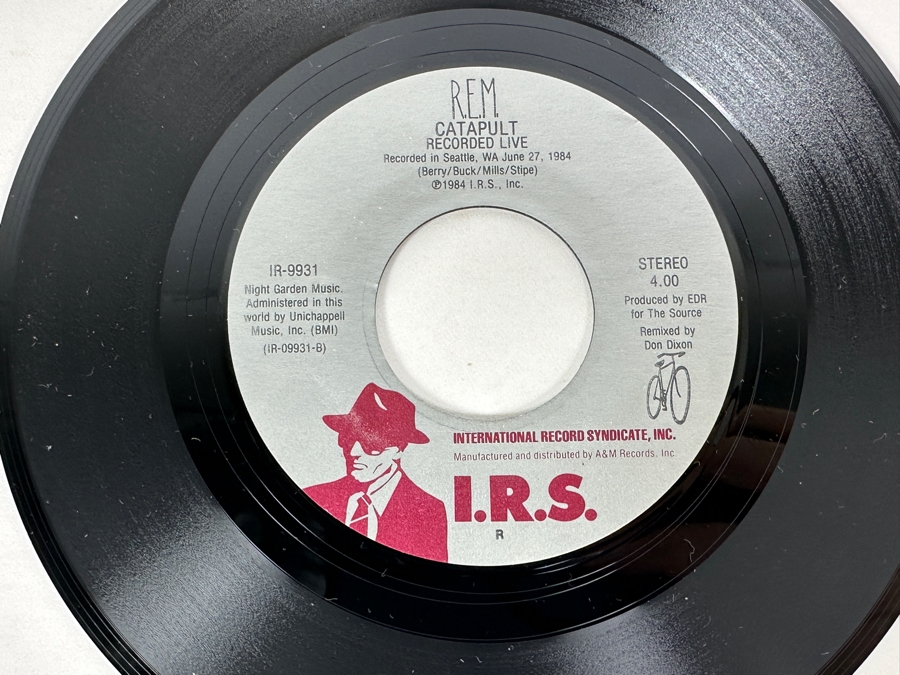 R.E.M.
CATAPULT
RECORDED LIVE
Recorded in Seattle, WA June 27, 1984
(Berry/Buck/Mills/Stipe)
℗1984 I.R.S., Inc.
IR-9931
Night Garden Music.
Administered in this
world by Unichappell
Music, Inc. (BMI)
(IR-09931-B)
STEREO
4.00
Produced by EDR
for The Source
Remixed by
Don Dixon
INTERNATIONAL RECORD SYNDICATE, INC.
Manufactured and distributed by A&M Records, Inc.
I.R.S.
R